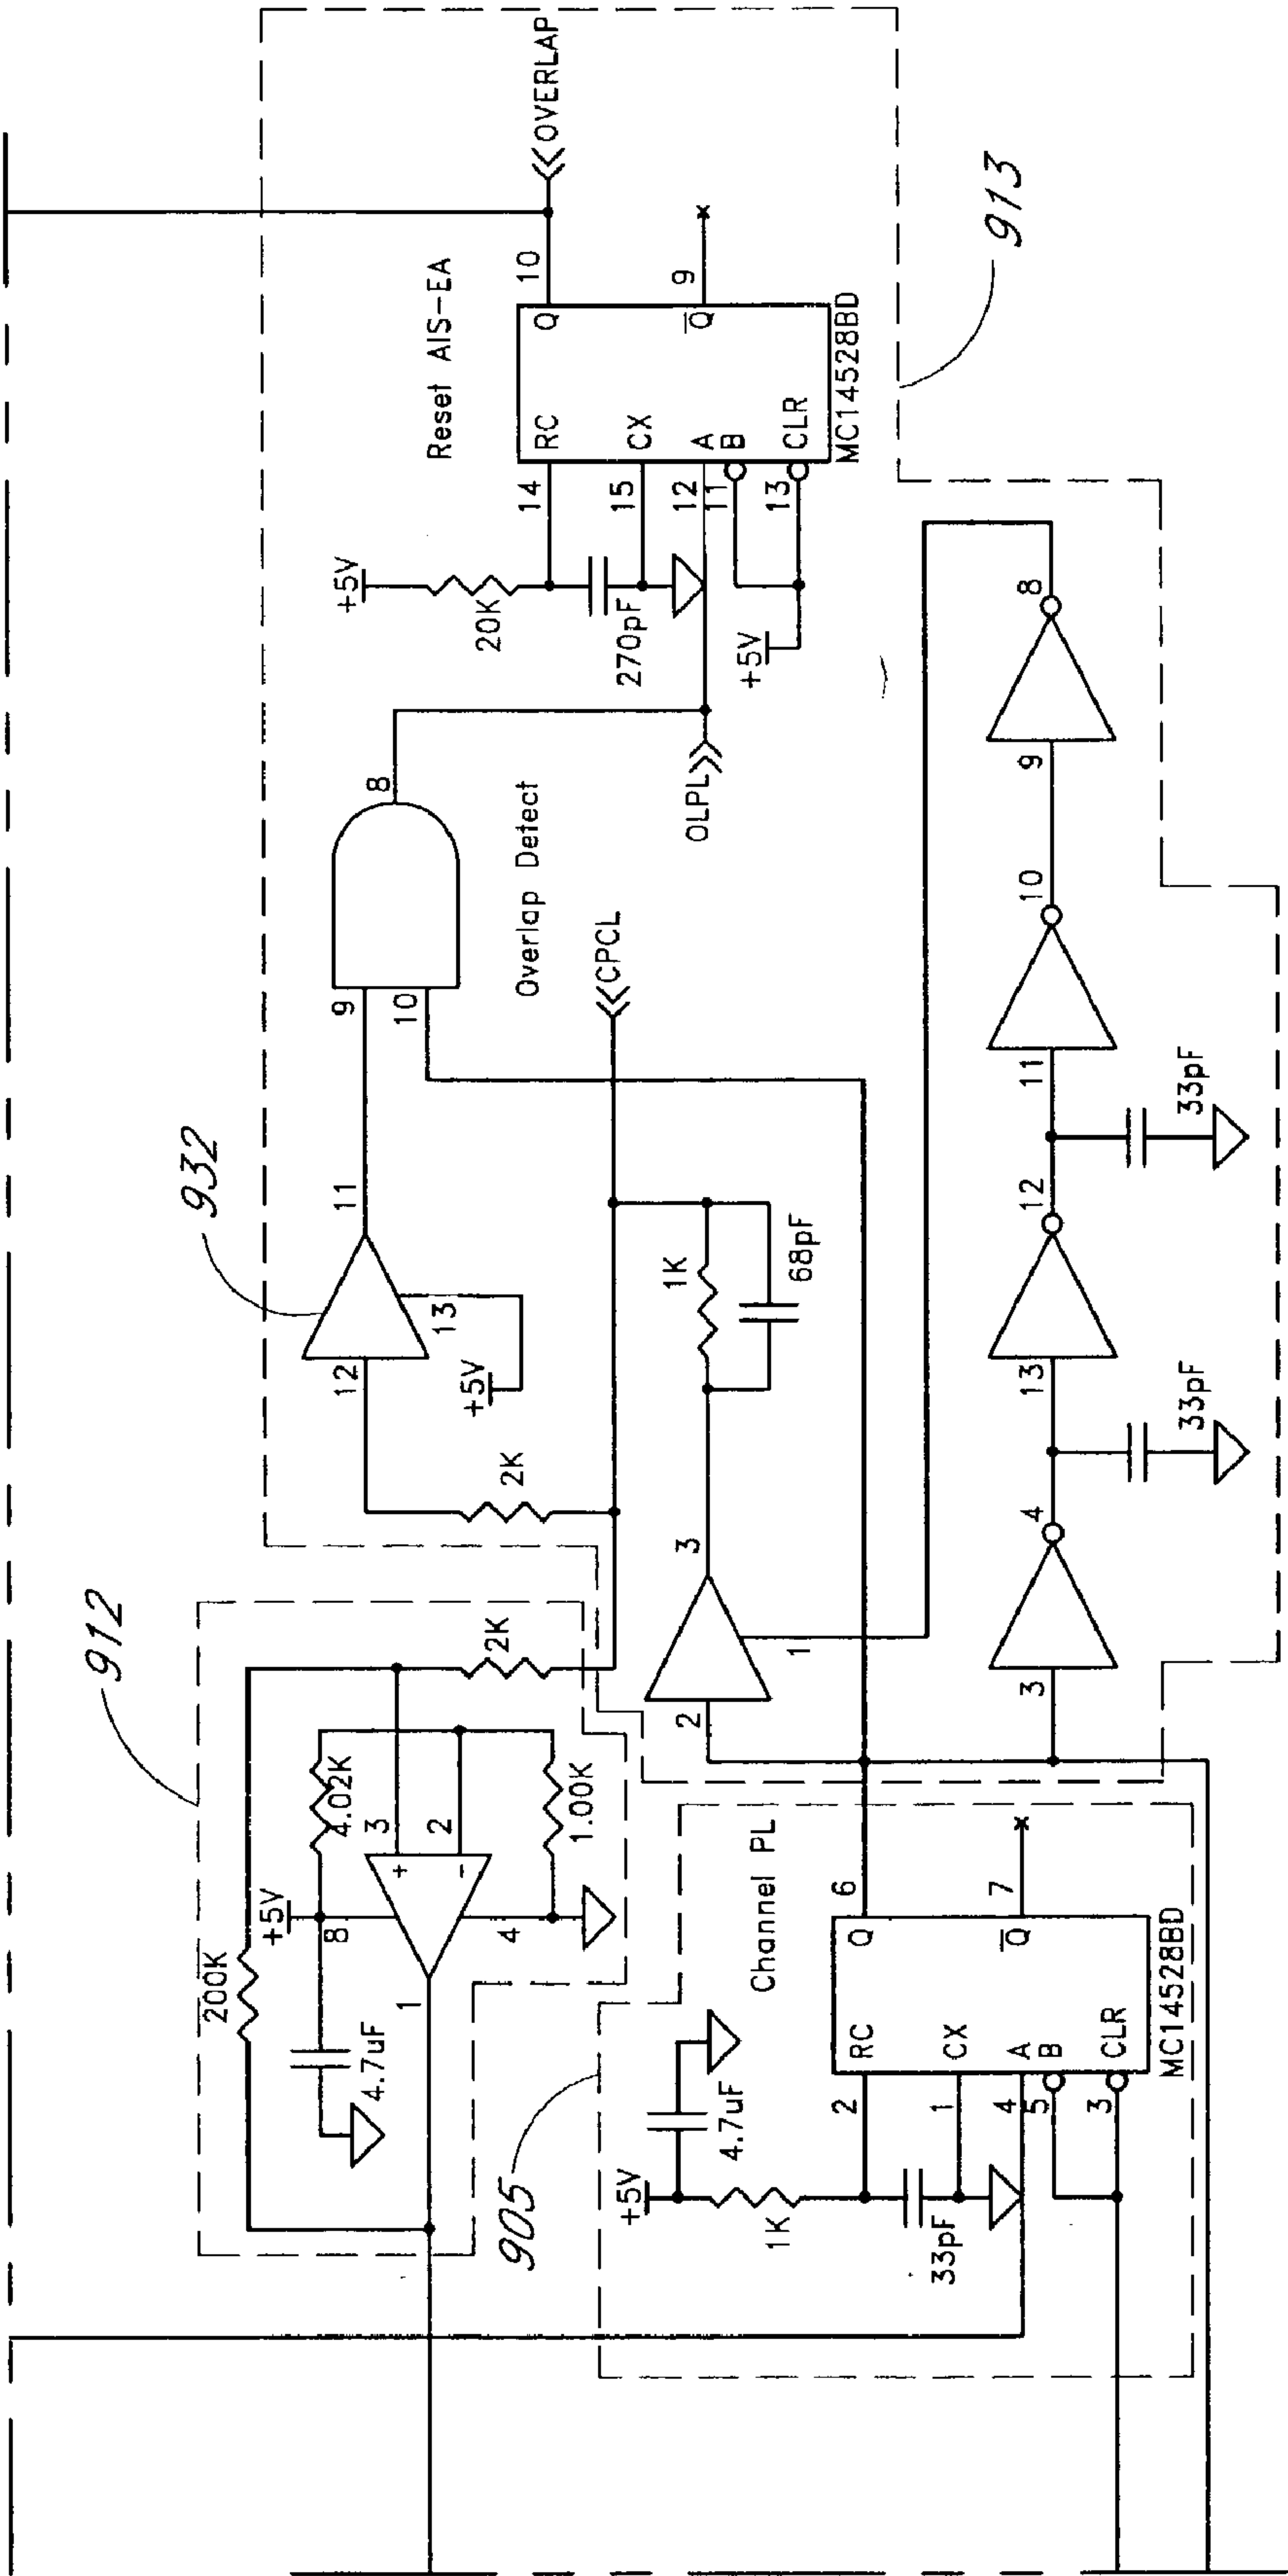 912
+5V
200K
4.02K
8
3
+
2
-
4
1
1.00K
2K
4.7uF
905
Channel PL
+5V
4.7uF
1K
33pF
2
RC
Q
6
1
CX
4
A
5
B
Q
7
3
CLR
MC14528BD
932
12
11
13
+5V
2K
9
10
8
Overlap Detect
CPCL
OLPL
2
3
1
1K
68pF
3
4
13
12
11
10
9
8
33pF
33pF
Reset AIS-EA
+5V
20K
270pF
14
RC
Q
10
OVERLAP
15
CX
12
A
11
B
Q
9
13
CLR
+5V
MC14528BD
913